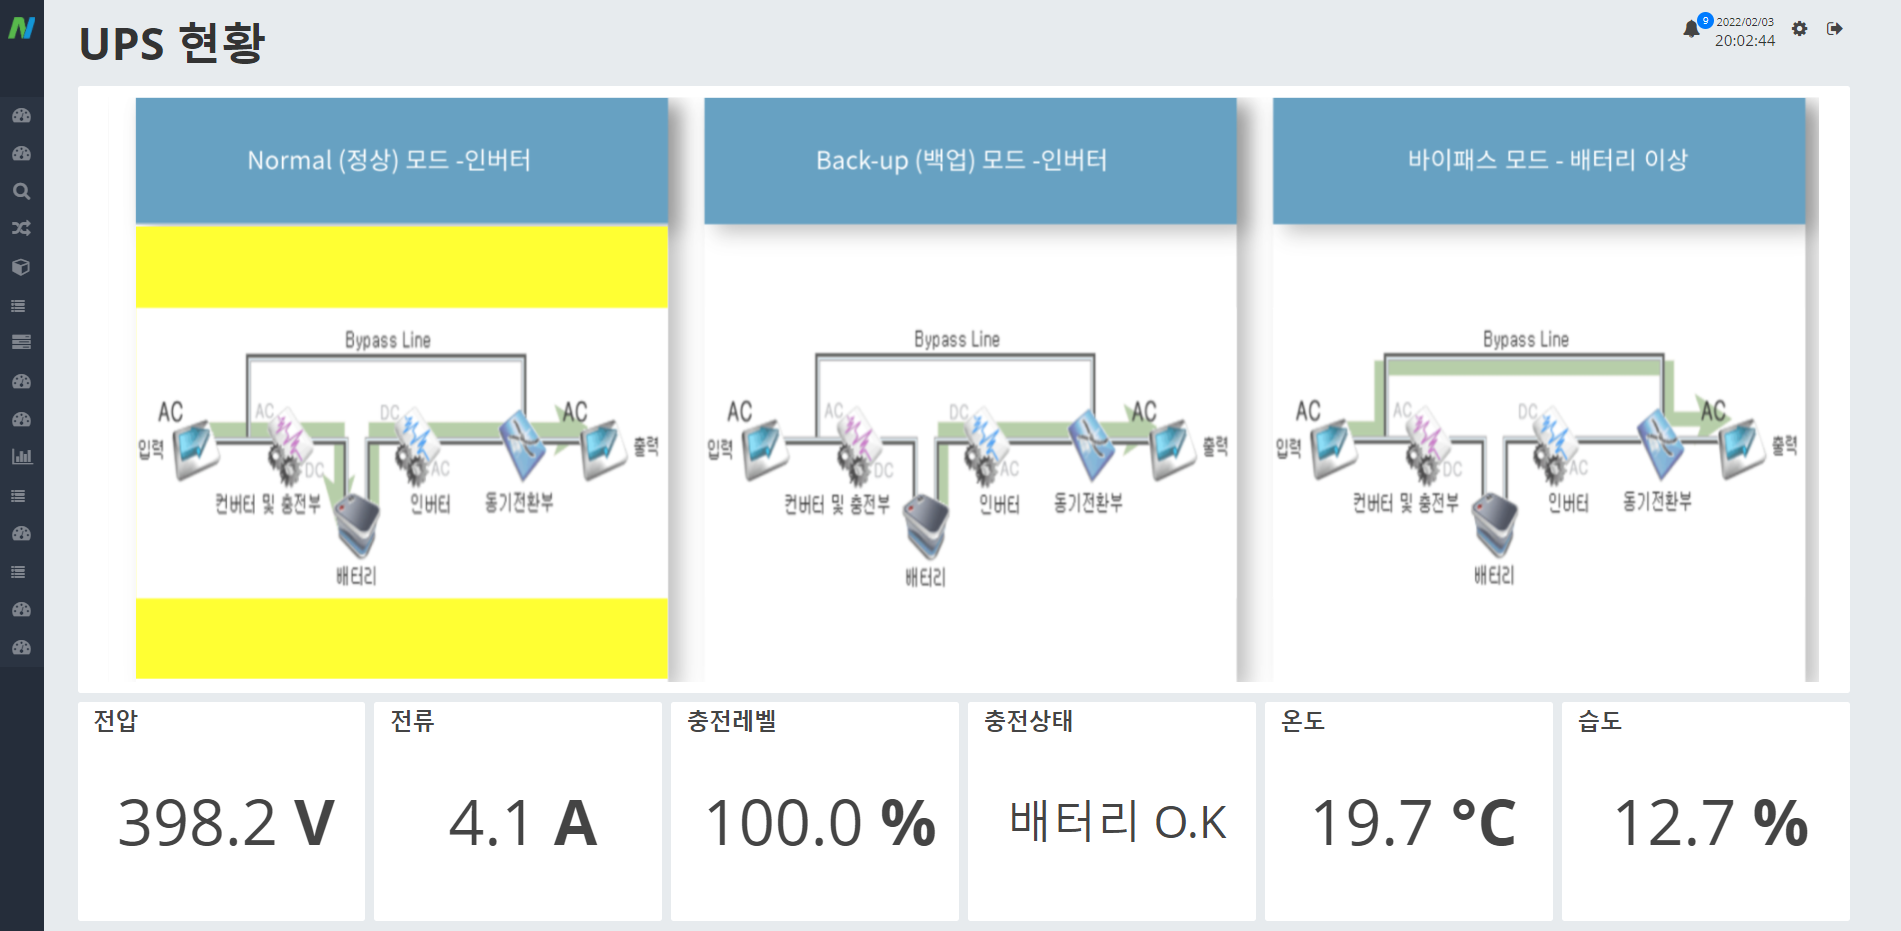 UPS 현황
9
2022/02/03
20:02:44
Normal (정상) 모드 -인버터
Bypass Line
AC
입력
AC
DC
컨버터 및 충전부
DC
AC
인버터
동기전환부
AC
출력
배터리
Back-up (백업) 모드 -인버터
Bypass Line
AC
입력
AC
DC
컨버터 및 충전부
DC
AC
인버터
동기전환부
AC
출력
배터리
바이패스 모드 - 배터리 이상
Bypass Line
AC
입력
AC
DC
컨버터 및 충전부
DC
AC
인버터
동기전환부
AC
출력
배터리
전압
398.2 V
전류
4.1 A
충전레벨
100.0 %
충전상태
배터리 O.K
온도
19.7 °C
습도
12.7 %